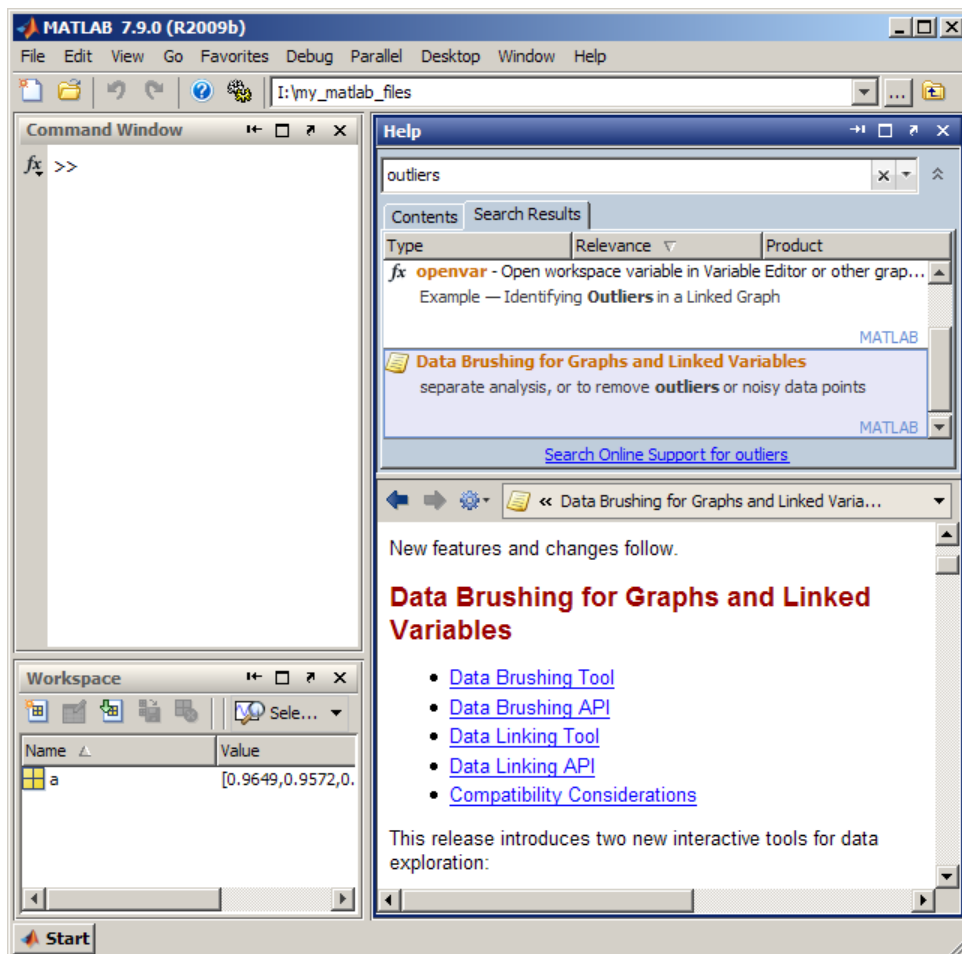 MATLAB 7.9.0 (R2009b)
File Edit View Go Favorites Debug Parallel Desktop Window Help
I:\my_matlab_files
...
Command Window
fx >>
Workspace
Sele...
Name Value
a [0.9649,0.9572,0.
Help
outliers
Contents Search Results
Type Relevance Product
fx openvar - Open workspace variable in Variable Editor or other grap...
Example — Identifying Outliers in a Linked Graph
MATLAB
Data Brushing for Graphs and Linked Variables
separate analysis, or to remove outliers or noisy data points
MATLAB
Search Online Support for outliers
« Data Brushing for Graphs and Linked Varia...
New features and changes follow.
Data Brushing for Graphs and Linked
Variables
• Data Brushing Tool
• Data Brushing API
• Data Linking Tool
• Data Linking API
• Compatibility Considerations
This release introduces two new interactive tools for data
exploration:
Start